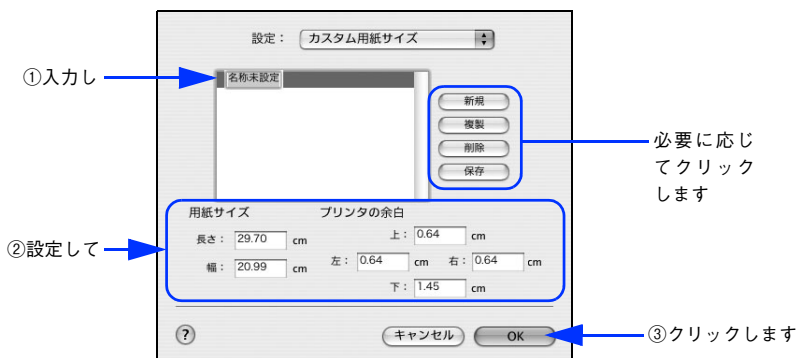 設定： カスタム用紙サイズ
①入力し
名称未設定
新規
複製
削除
保存
必要に応じ
てクリック
します
用紙サイズ
プリンタの余白
②設定して
長さ： 29.70 cm
幅： 20.99 cm
上： 0.64 cm
左： 0.64 cm 右： 0.64 cm
下： 1.45 cm
?
キャンセル
OK
③クリックします